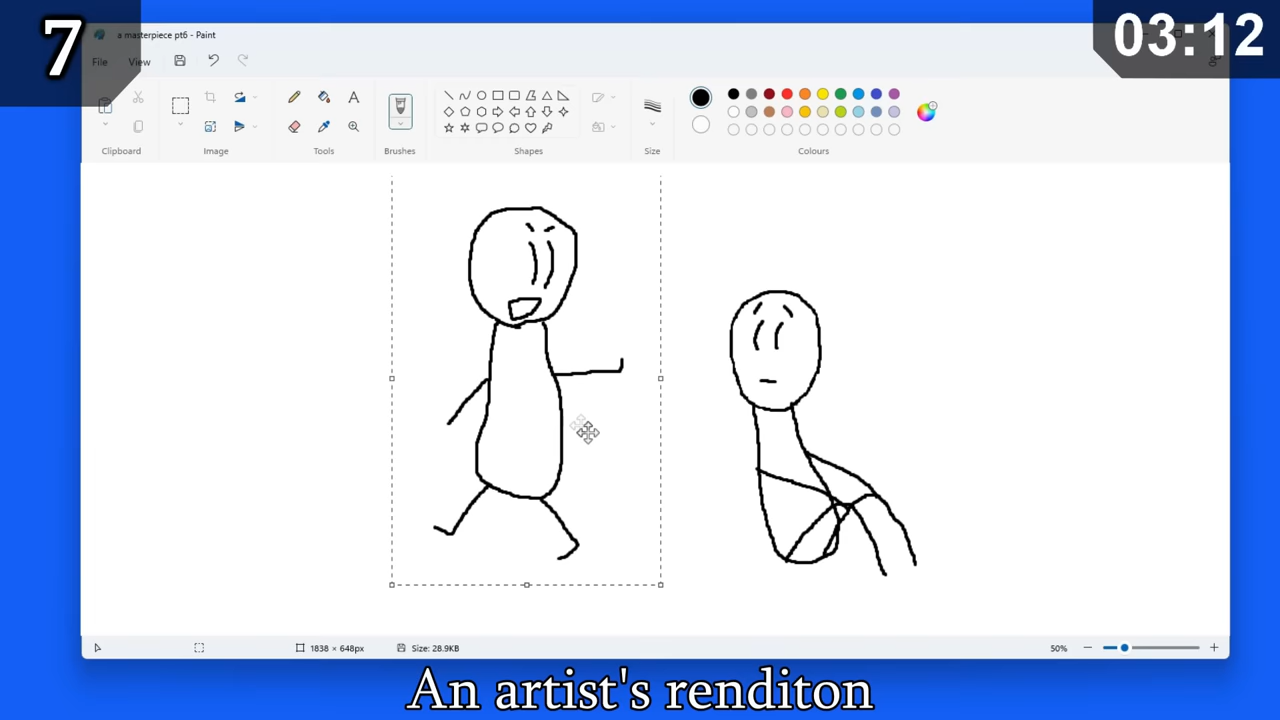 7
03:12
a masterpiece pt6 - Paint
File View
A
Clipboard Image Tools Brushes Shapes Size Colours
1838 × 648px Size: 28.9KB 50%
An artist's renditon